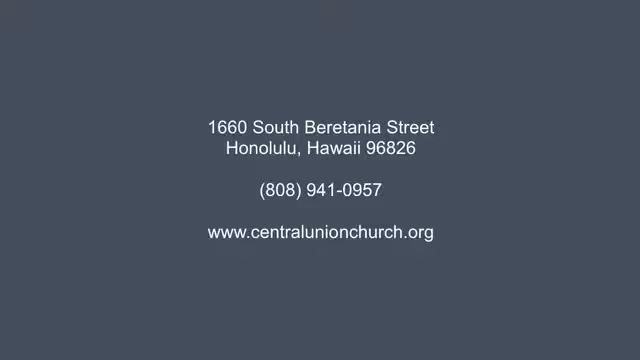 1660 South Beretania Street
Honolulu, Hawaii 96826
(808) 941-0957
www.centralunionchurch.org